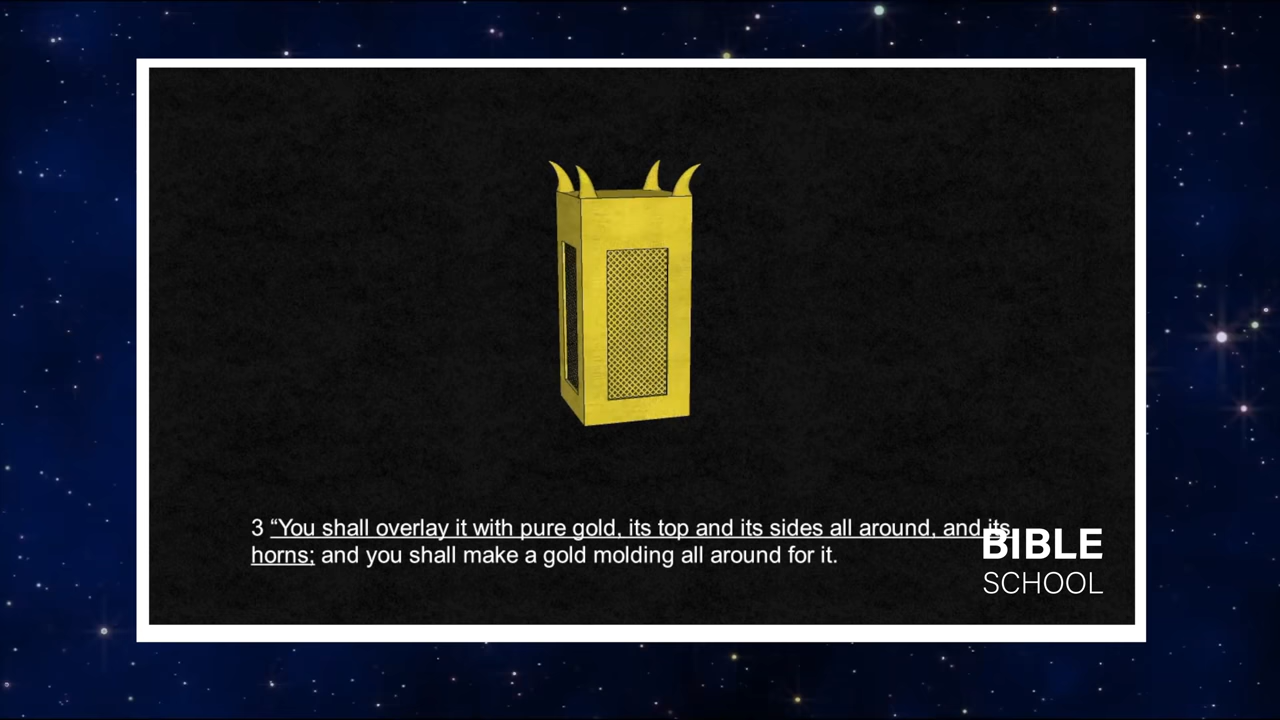 3 “You shall overlay it with pure gold, its top and its sides all around, and its
horns; and you shall make a gold molding all around for it.
BIBLE
SCHOOL